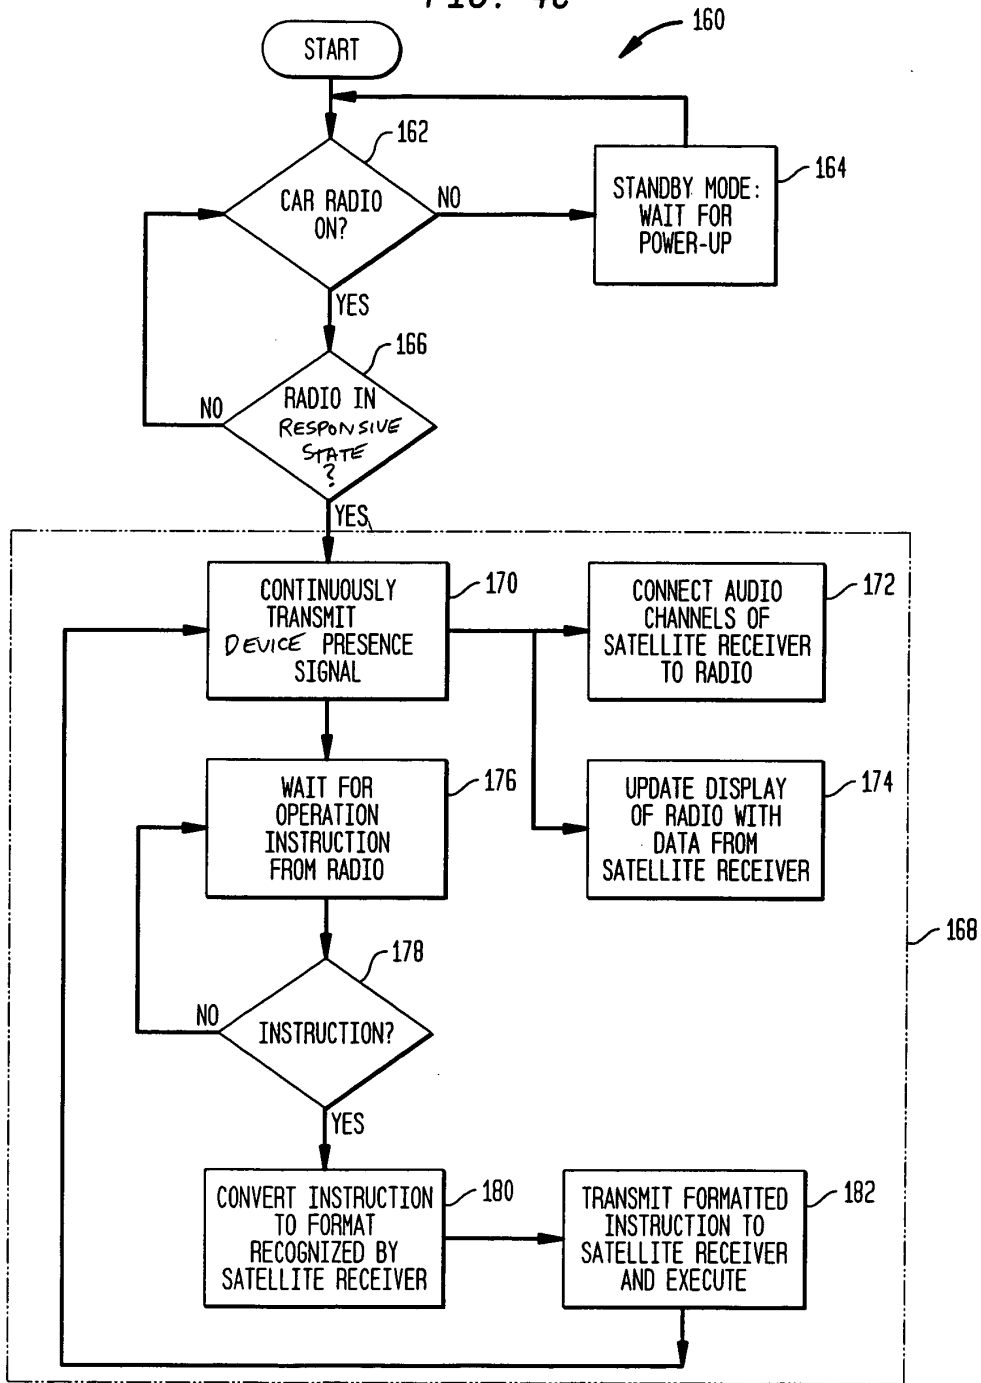 160
START
162
CAR RADIO
ON?
NO
164
STANDBY MODE:
WAIT FOR
POWER-UP
YES
166
RADIO IN
RESPONSIVE
STATE
?
NO
YES
170
CONTINUOUSLY
TRANSMIT
DEVICE PRESENCE
SIGNAL
172
CONNECT AUDIO
CHANNELS OF
SATELLITE RECEIVER
TO RADIO
176
WAIT FOR
OPERATION
INSTRUCTION
FROM RADIO
174
UPDATE DISPLAY
OF RADIO WITH
DATA FROM
SATELLITE RECEIVER
168
178
INSTRUCTION?
NO
YES
180
CONVERT INSTRUCTION
TO FORMAT
RECOGNIZED BY
SATELLITE RECEIVER
182
TRANSMIT FORMATTED
INSTRUCTION TO
SATELLITE RECEIVER
AND EXECUTE